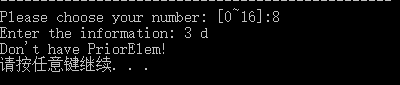 Please choose your number: [0~16]:8
Enter the information: 3 d
Don't have PriorElem!
请按任意键继续. . .